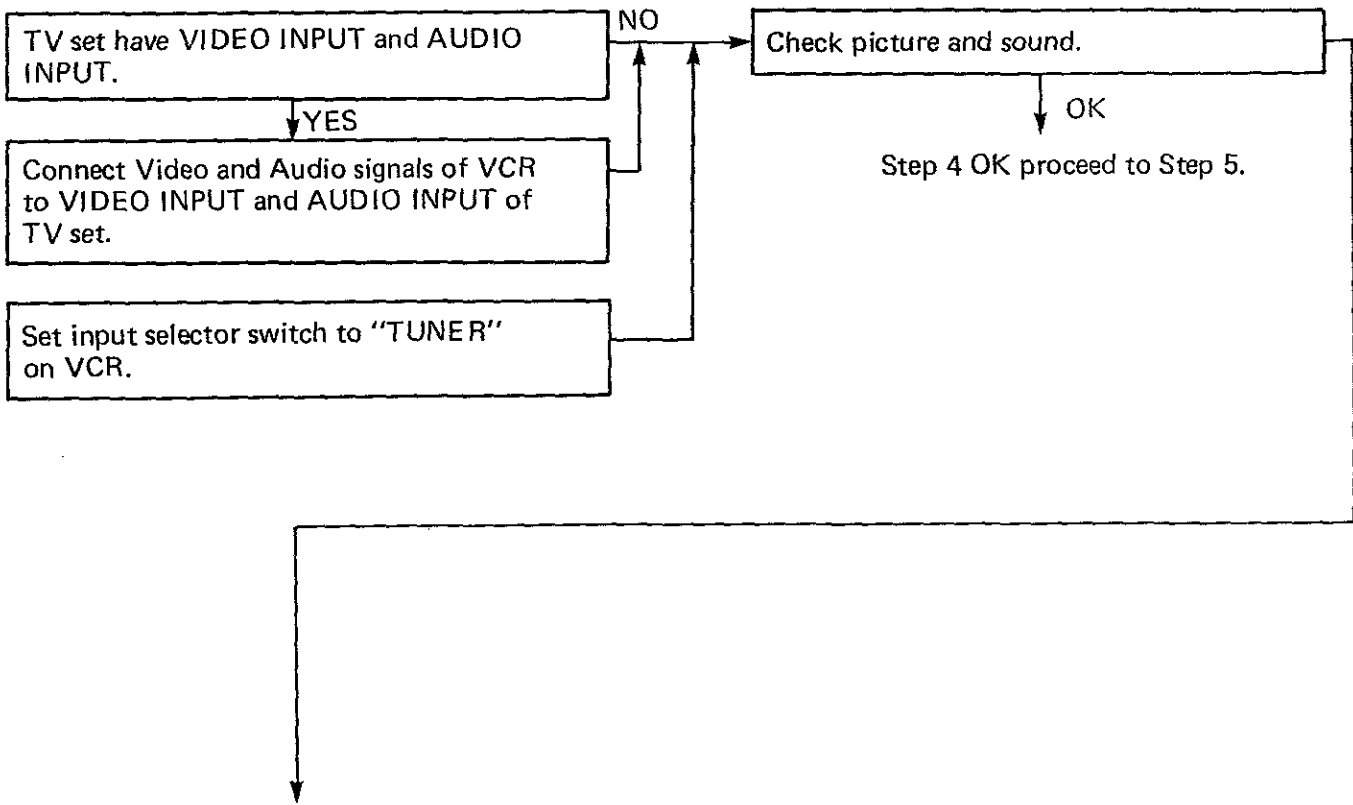 TV set have VIDEO INPUT and AUDIO
INPUT.
NO
Check picture and sound.
YES
OK
Connect Video and Audio signals of VCR
to VIDEO INPUT and AUDIO INPUT of
TV set.
Step 4 OK proceed to Step 5.
Set input selector switch to “TUNER”
on VCR.